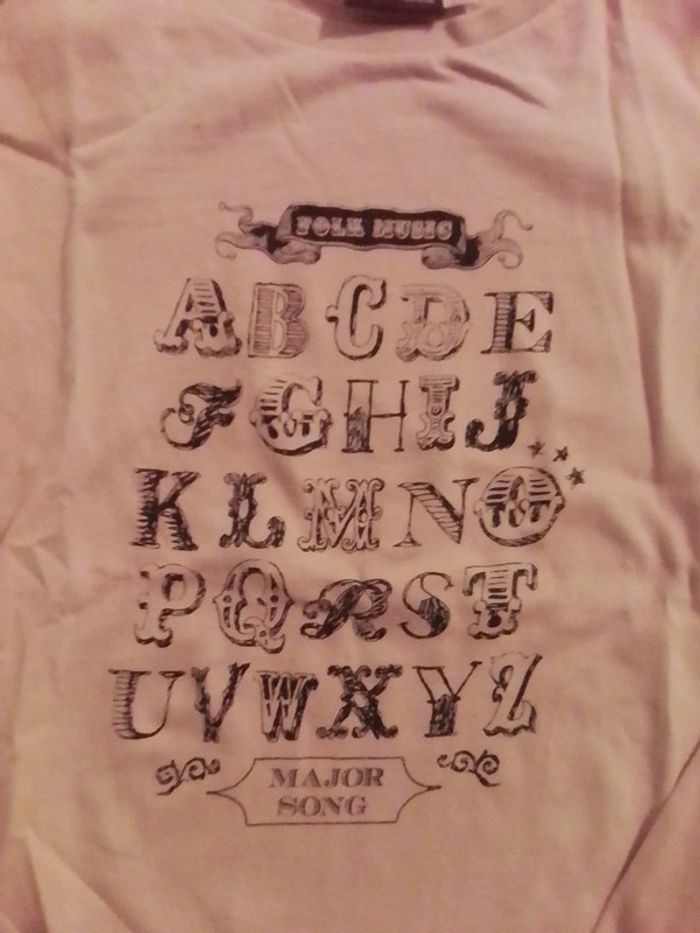 FOLK MUSIC
ABCDE
FGHIJ
KLMNO
PQRST
UVWXYZ
MAJOR
SONG